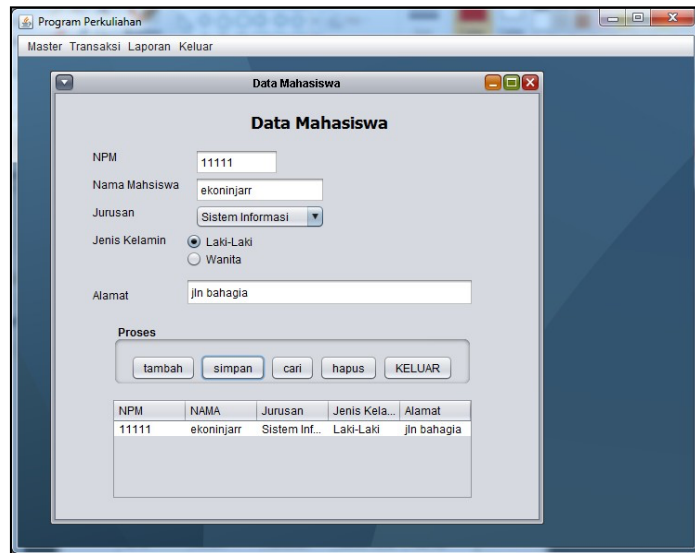 Program Perkuliahan
Master Transaksi Laporan Keluar
Data Mahasiswa
Data Mahasiswa
NPM 11111
Nama Mahsiswa ekoninjarr
Jurusan Sistem Informasi
Jenis Kelamin Laki-Laki
Wanita
Alamat jln bahagia
Proses
tambah simpan cari hapus KELUAR
NPM NAMA Jurusan Jenis Kela... Alamat
11111 ekoninjarr Sistem Inf... Laki-Laki jln bahagia